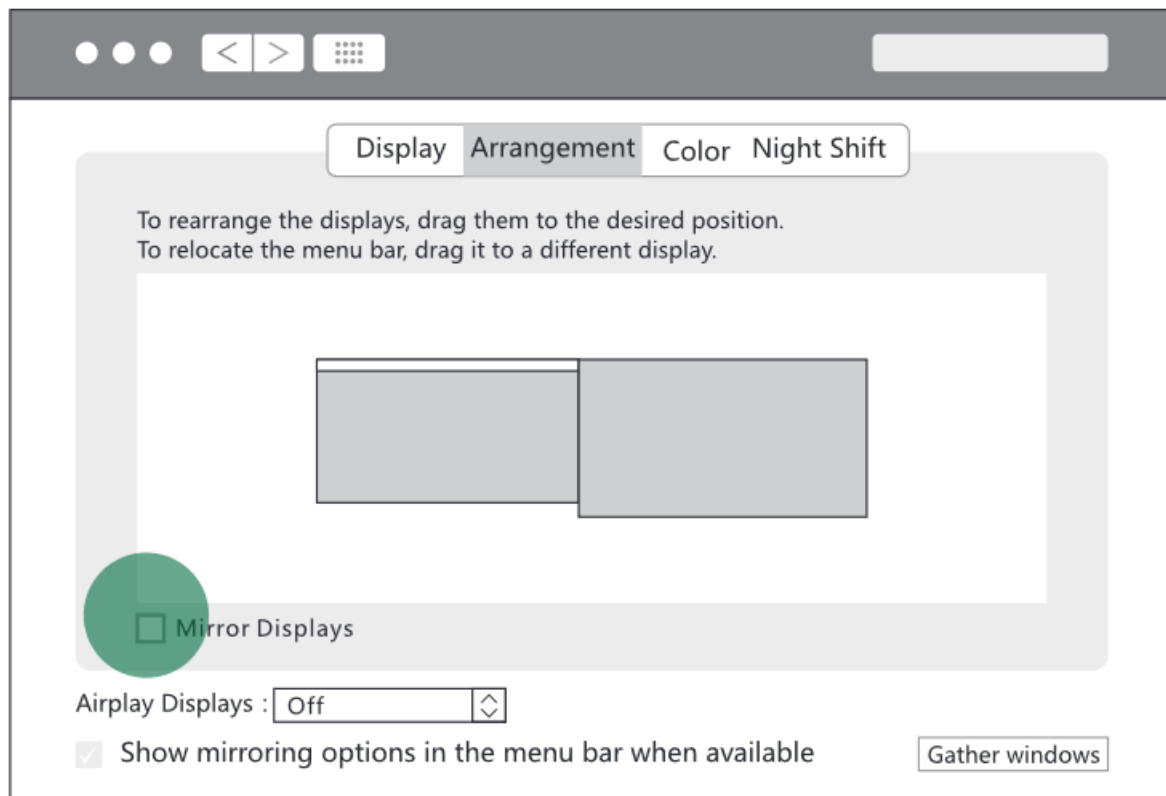 Display Arrangement Color Night Shift
To rearrange the displays, drag them to the desired position.
To relocate the menu bar, drag it to a different display.
Mirror Displays
Airplay Displays : Off
Show mirroring options in the menu bar when available
Gather windows